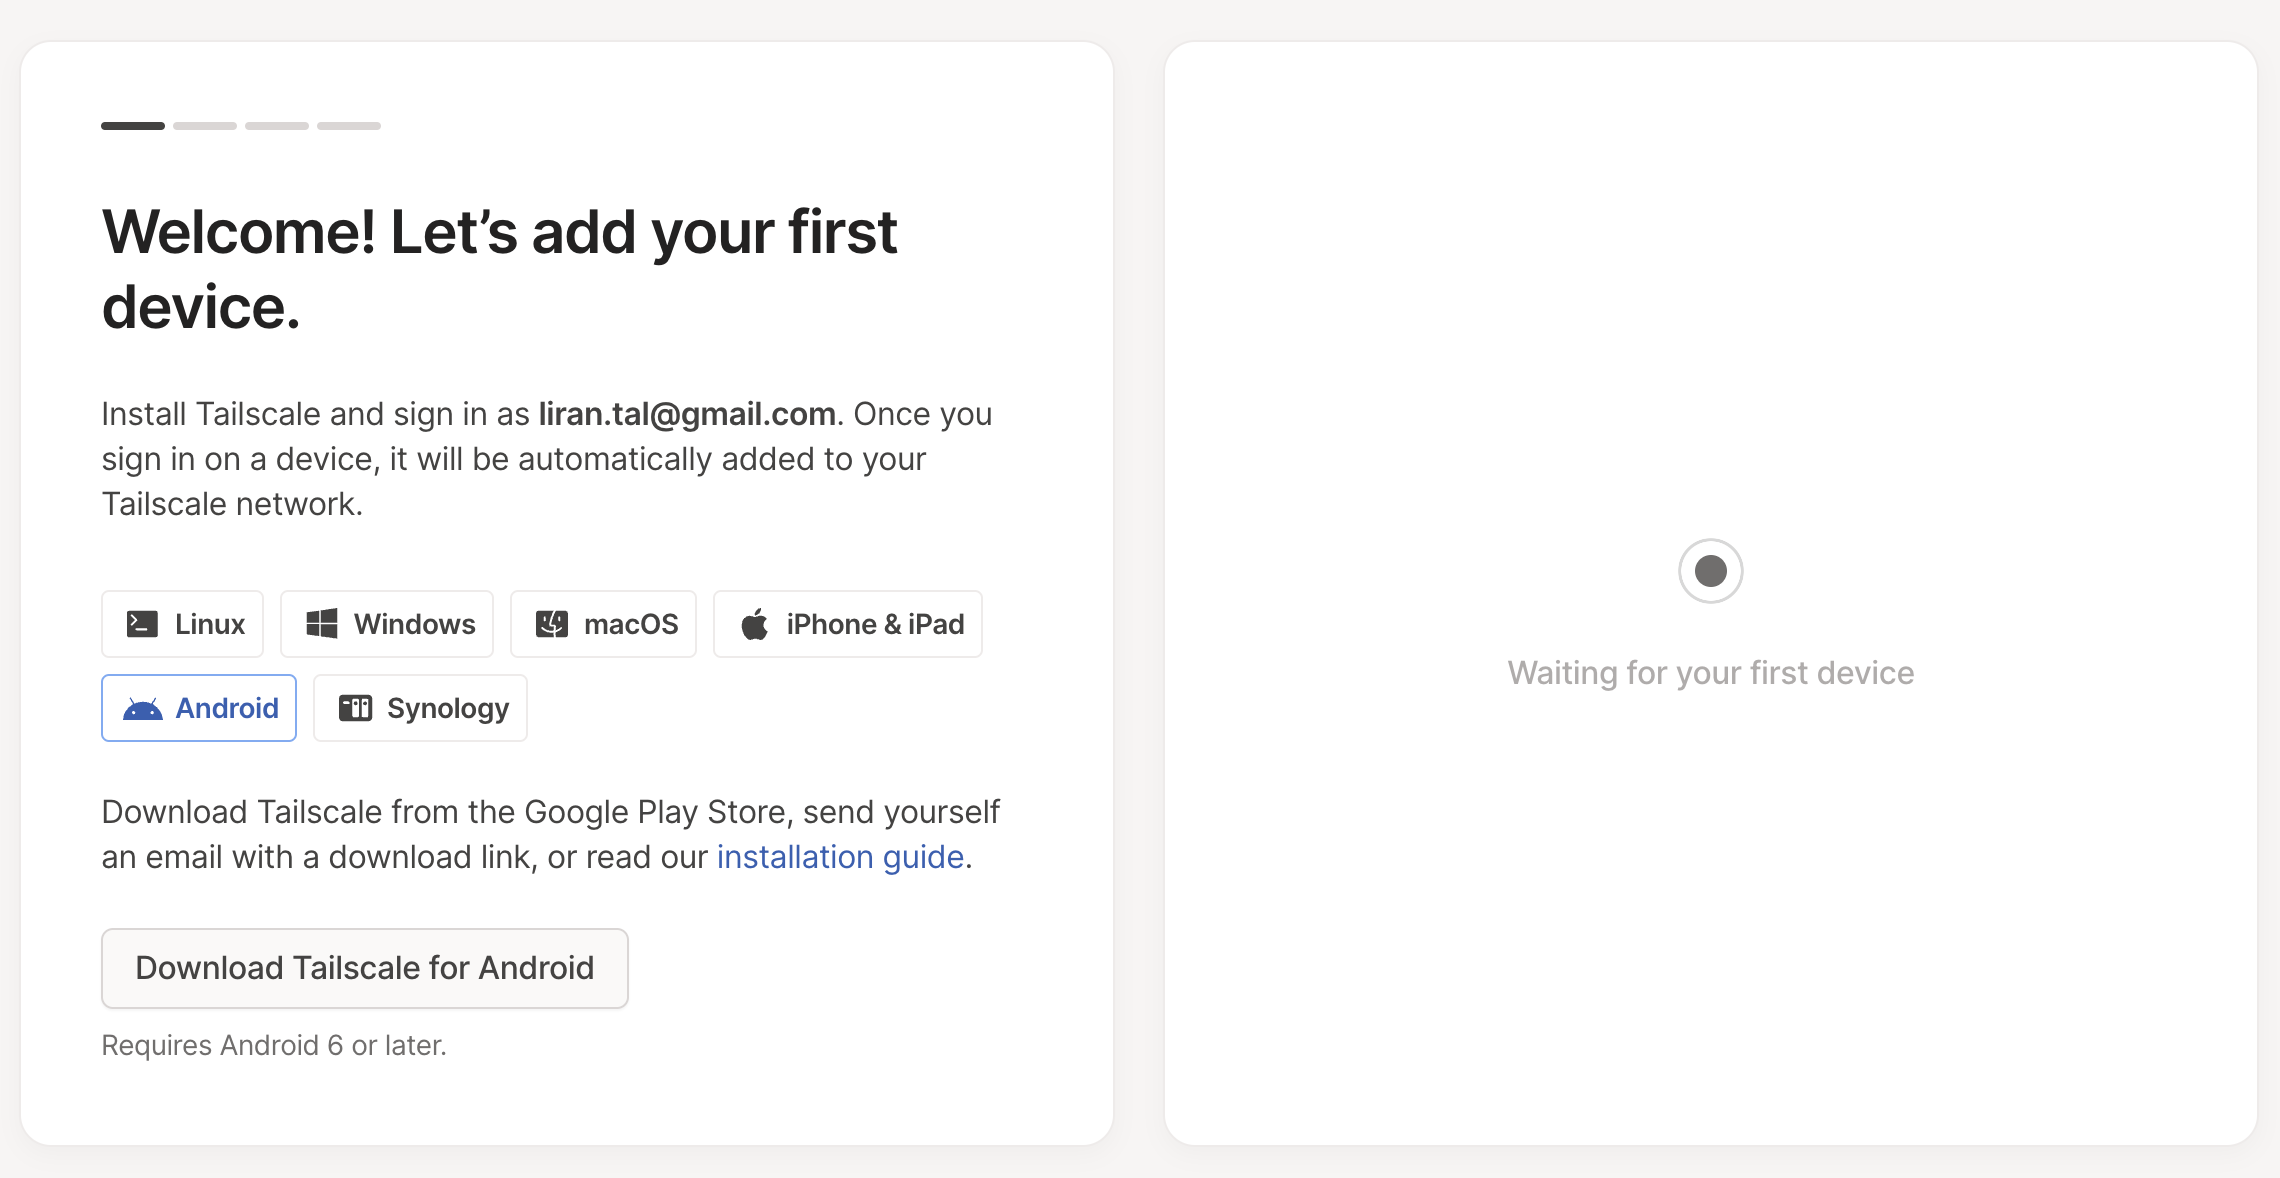 Welcome! Let’s add your first
device.
Install Tailscale and sign in as liran.tal@gmail.com. Once you
sign in on a device, it will be automatically added to your
Tailscale network.
Linux
Windows
macOS
iPhone & iPad
Android
Synology
Download Tailscale from the Google Play Store, send yourself
an email with a download link, or read our installation guide.
Download Tailscale for Android
Requires Android 6 or later.
Waiting for your first device